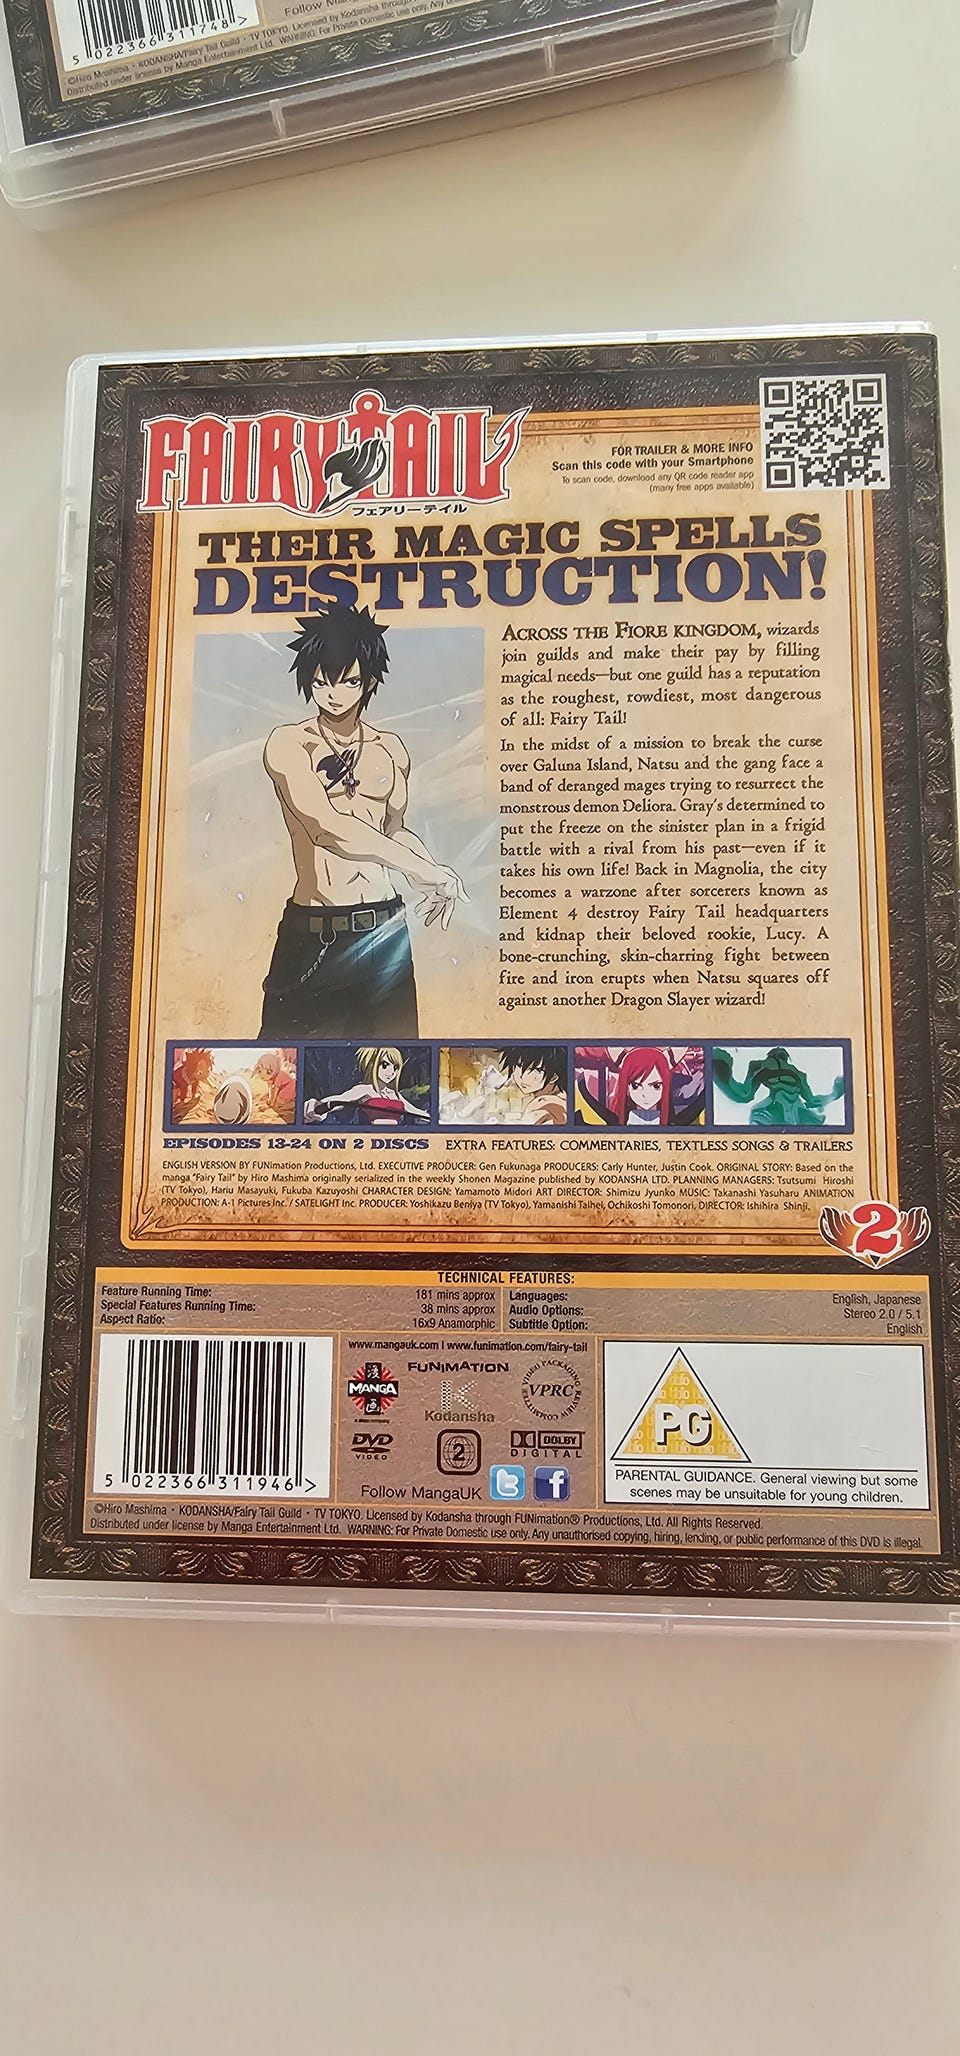 5 022366 311748 >
Follow
©Hiro Mashima • KODANSHA/Fairy Tail Guild • TV TOKYO. Licensed by Kodansha through
Distributed under license by Manga Entertainment Ltd. WARNING: For Private Domestic use only. Any
FAIRY TAIL
フェアリーテイル
FOR TRAILER & MORE INFO
Scan this code with your Smartphone
To scan code, download any QR code reader app
(many free apps available)
THEIR MAGIC SPELLS
DESTRUCTION!
ACROSS THE FIORE KINGDOM, wizards
join guilds and make their pay by filling
magical needs—but one guild has a reputation
as the roughest, rowdiest, most dangerous
of all: Fairy Tail!
In the midst of a mission to break the curse
over Galuna Island, Natsu and the gang face a
band of deranged mages trying to resurrect the
monstrous demon Deliora. Gray's determined to
put the freeze on the sinister plan in a frigid
battle with a rival from his past—even if it
takes his own life! Back in Magnolia, the city
becomes a warzone after sorcerers known as
Element 4 destroy Fairy Tail headquarters
and kidnap their beloved rookie, Lucy. A
bone-crunching, skin-charring fight between
fire and iron erupts when Natsu squares off
against another Dragon Slayer wizard!
EPISODES 13-24 ON 2 DISCS EXTRA FEATURES: COMMENTARIES, TEXTLESS SONGS & TRAILERS
ENGLISH VERSION BY FUNimation Productions, Ltd. EXECUTIVE PRODUCER: Gen Fukunaga PRODUCERS: Carly Hunter, Justin Cook. ORIGINAL STORY: Based on the
manga "Fairy Tail" by Hiro Mashima originally serialized in the weekly Shonen Magazine published by KODANSHA LTD. PLANNING MANAGERS: Tsutsumi Hiroshi
(TV Tokyo), Hariu Masayuki, Fukuba Kazuyoshi CHARACTER DESIGN: Yamamoto Midori ART DIRECTOR: Shimizu Jyunko MUSIC: Takanashi Yasuharu ANIMATION
PRODUCTION: A-1 Pictures Inc./ SATELIGHT Inc. PRODUCER: Yoshikazu Beniya (TV Tokyo), Yamanishi Taihei, Ochikoshi Tomonori, DIRECTOR: Ishihira Shinji.
2
TECHNICAL FEATURES:
Feature Running Time: 181 mins approx
Special Features Running Time: 38 mins approx
Aspect Ratio: 16x9 Anamorphic
Languages: English, Japanese
Audio Options: Stereo 2.0 / 5.1
Subtitle Option: English
www.mangauk.com | www.funimation.com/fairy-tail
漫
MANGA
画
FUNIMATION
K
Kodansha
VIDEO PACKAGING REVIEW COMMITTEE
VPRC
DVD
VIDEO
2
DOLBY
DIGITAL
Follow MangaUK
t f
5 022366 311946 >
PG
PARENTAL GUIDANCE. General viewing but some
scenes may be unsuitable for young children.
©Hiro Mashima • KODANSHA/Fairy Tail Guild • TV TOKYO. Licensed by Kodansha through FUNimation® Productions, Ltd. All Rights Reserved.
Distributed under license by Manga Entertainment Ltd. WARNING: For Private Domestic use only. Any unauthorised copying, hiring, lending, or public performance of this DVD is illegal.